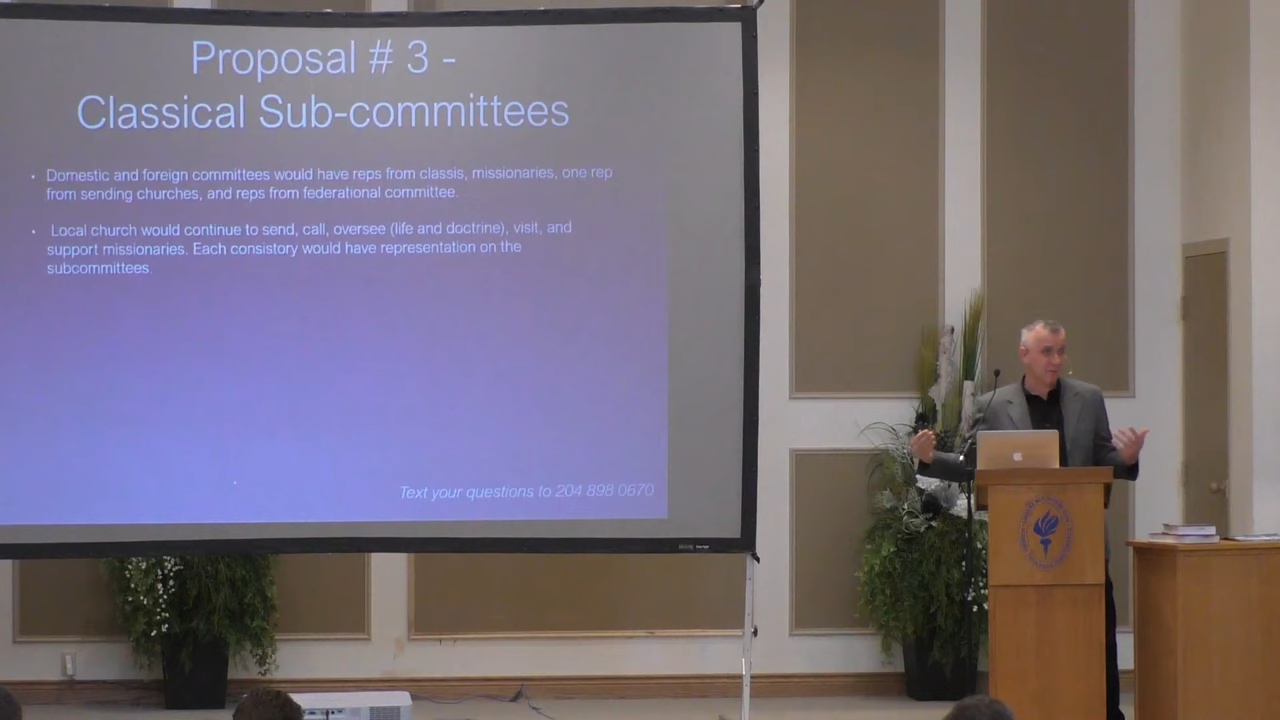 Proposal # 3 -
Classical Sub-committees
• Domestic and foreign committees would have reps from classis, missionaries, one rep
from sending churches, and reps from federational committee.
• Local church would continue to send, call, oversee (life and doctrine), visit, and
support missionaries. Each consistory would have representation on the
subcommittees.
Text your questions to 204 898 0670